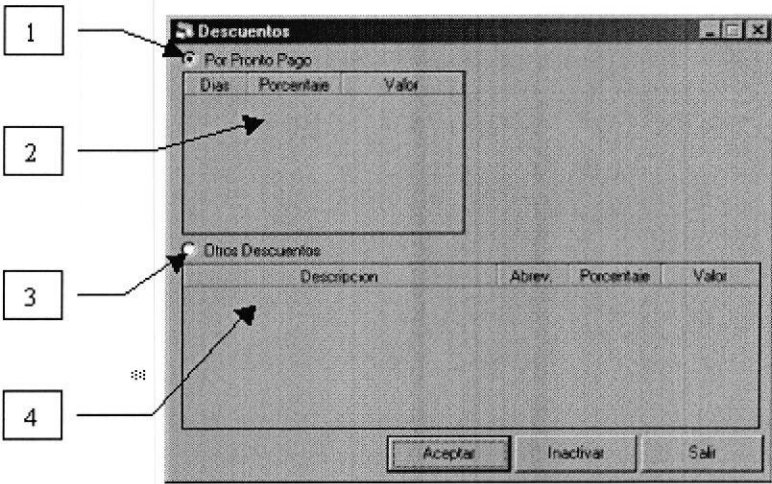 1
Descuentos
Por Pronto Pago
Dias Porcentaje Valor
2
Otros Descuentos
3
Descripcion Abrev. Porcentaje Valor
4
Aceptar Inactivar Salir